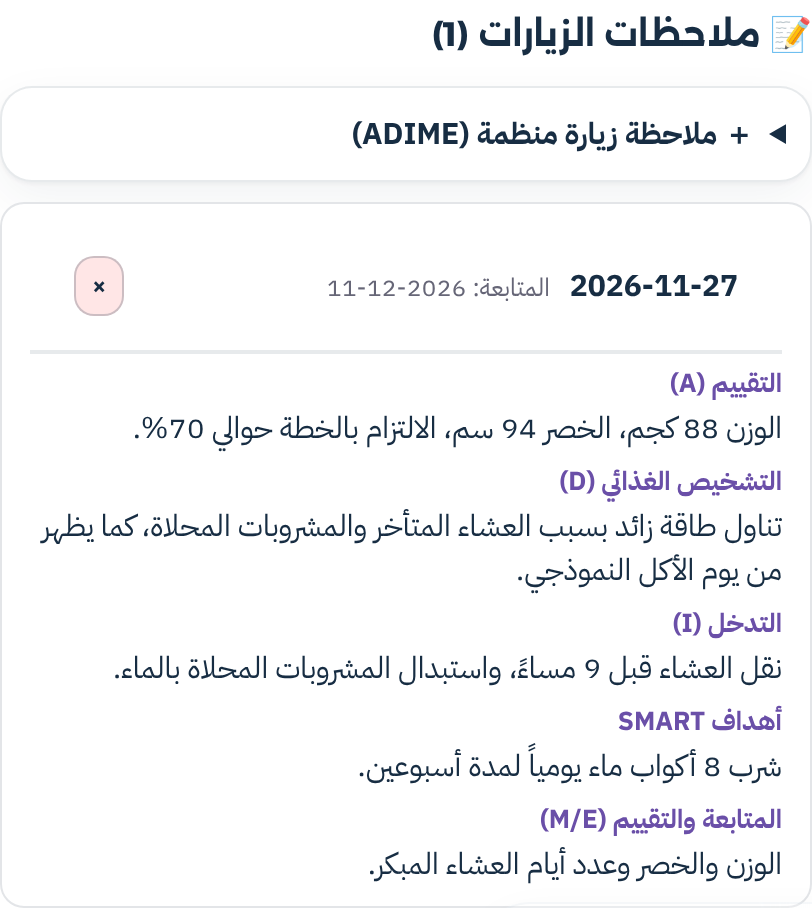 📝 ملاحظات الزيارات (1)
◀ + ملاحظة زيارة منظمة (ADIME)
2026-11-27 المتابعة: 2026-12-11
×
التقييم (A)
الوزن 88 كجم، الخصر 94 سم، الالتزام بالخطة حوالي 70%.
التشخيص الغذائي (D)
تناول طاقة زائد بسبب العشاء المتأخر والمشروبات المحلاة، كما يظهر
من يوم الأكل النموذجي.
التدخل (I)
نقل العشاء قبل 9 مساءً، واستبدال المشروبات المحلاة بالماء.
أهداف SMART
شرب 8 أكواب ماء يومياً لمدة أسبوعين.
المتابعة والتقييم (M/E)
الوزن والخصر وعدد أيام العشاء المبكر.